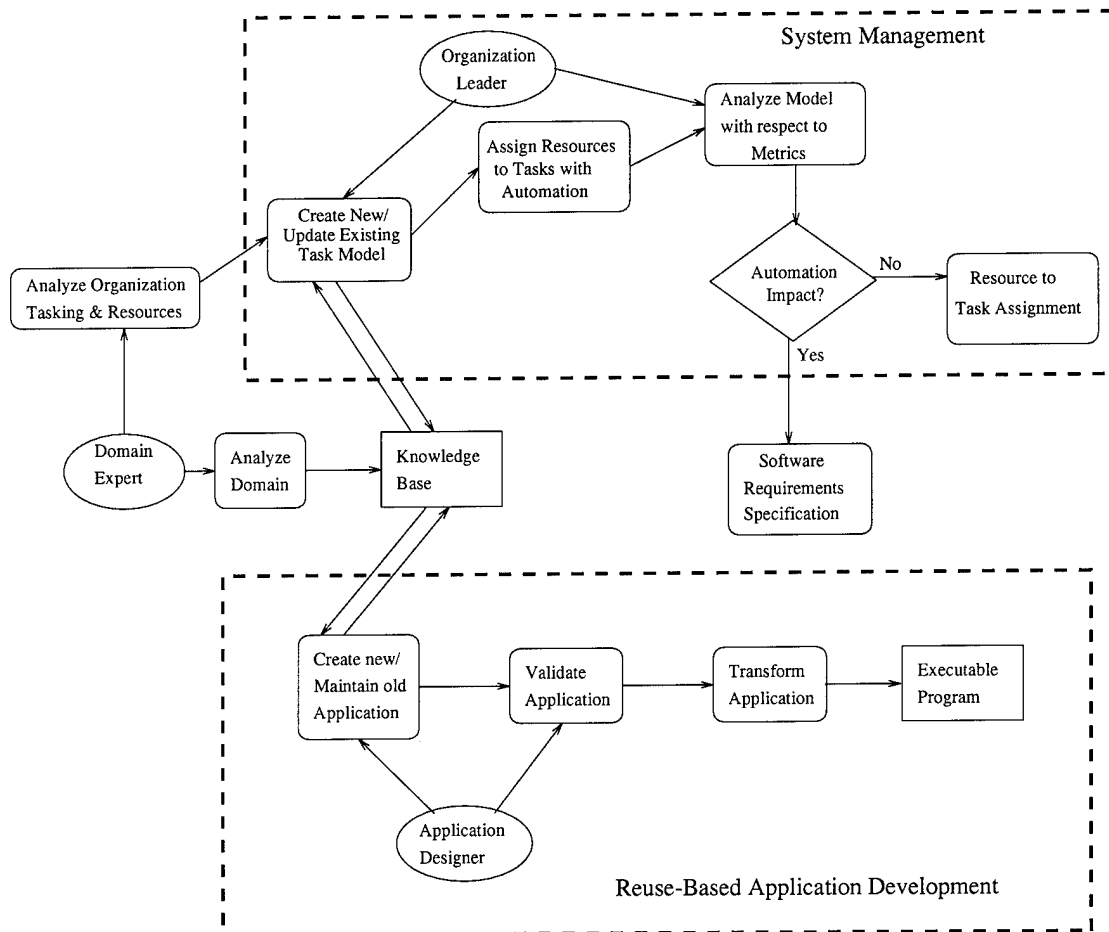 System Management
Organization
Leader
Analyze Model
with respect to
Metrics
Assign Resources
to Tasks with
Automation
Create New/
Update Existing
Task Model
Analyze Organization
Tasking & Resources
Automation
Impact?
No
Resource to
Task Assignment
Yes
Domain
Expert
Analyze
Domain
Knowledge
Base
Software
Requirements
Specification
Create new/
Maintain old
Application
Validate
Application
Transform
Application
Executable
Program
Application
Designer
Reuse-Based Application Development